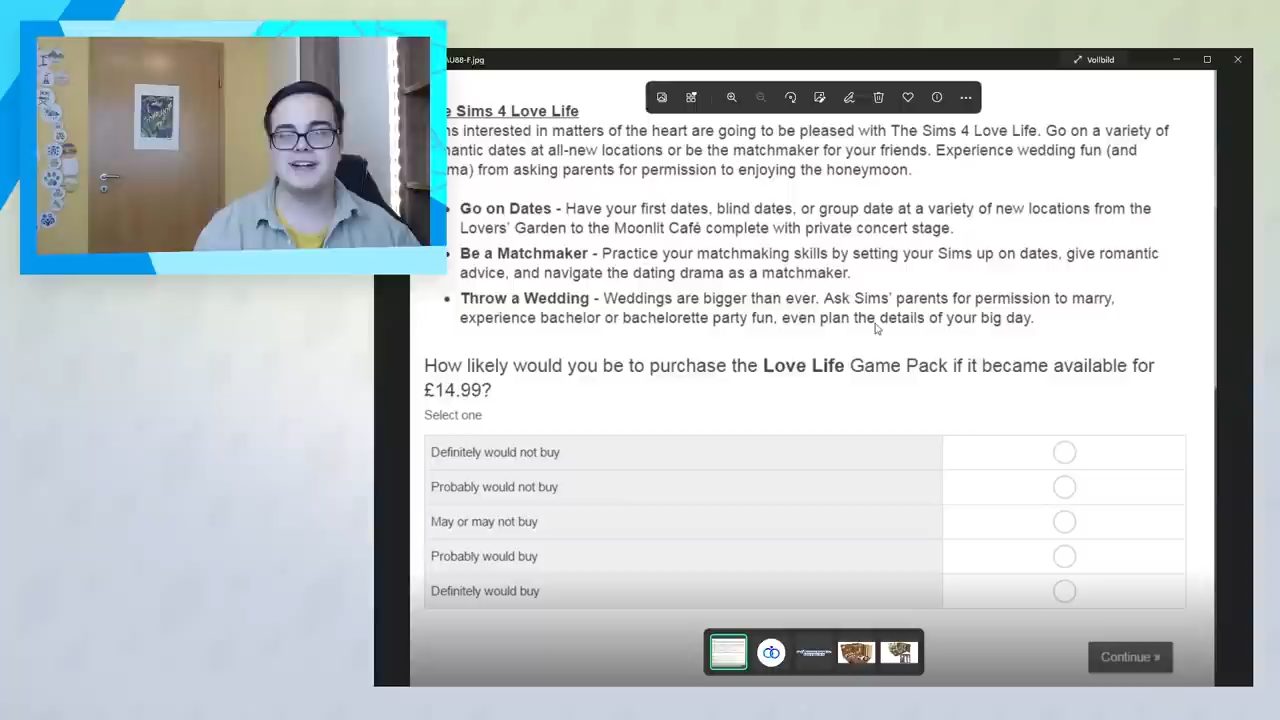 AU88-F.jpg
Vollbild
e Sims 4 Love Life
ns interested in matters of the heart are going to be pleased with The Sims 4 Love Life. Go on a variety of
mantic dates at all-new locations or be the matchmaker for your friends. Experience wedding fun (and
ma) from asking parents for permission to enjoying the honeymoon.
• Go on Dates - Have your first dates, blind dates, or group date at a variety of new locations from the
Lovers' Garden to the Moonlit Café complete with private concert stage.
• Be a Matchmaker - Practice your matchmaking skills by setting your Sims up on dates, give romantic
advice, and navigate the dating drama as a matchmaker.
• Throw a Wedding - Weddings are bigger than ever. Ask Sims' parents for permission to marry,
experience bachelor or bachelorette party fun, even plan the details of your big day.
How likely would you be to purchase the Love Life Game Pack if it became available for
£14.99?
Select one
Definitely would not buy
Probably would not buy
May or may not buy
Probably would buy
Definitely would buy
Continue »